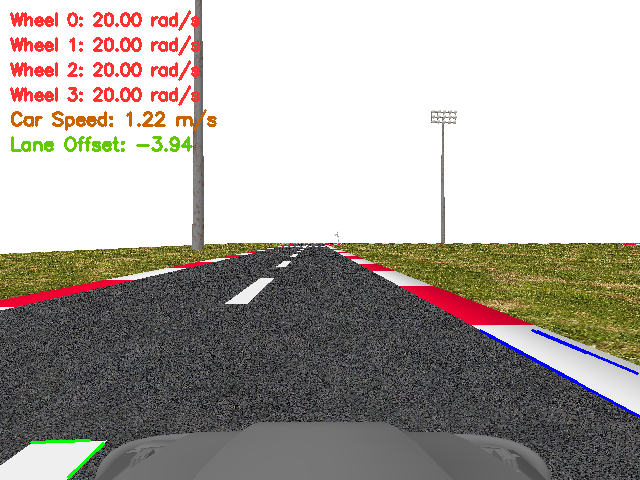 Wheel 0: 20.00 rad/s
Wheel 1: 20.00 rad/s
Wheel 2: 20.00 rad/s
Wheel 3: 20.00 rad/s
Car Speed: 1.22 m/s
Lane Offset: -3.94